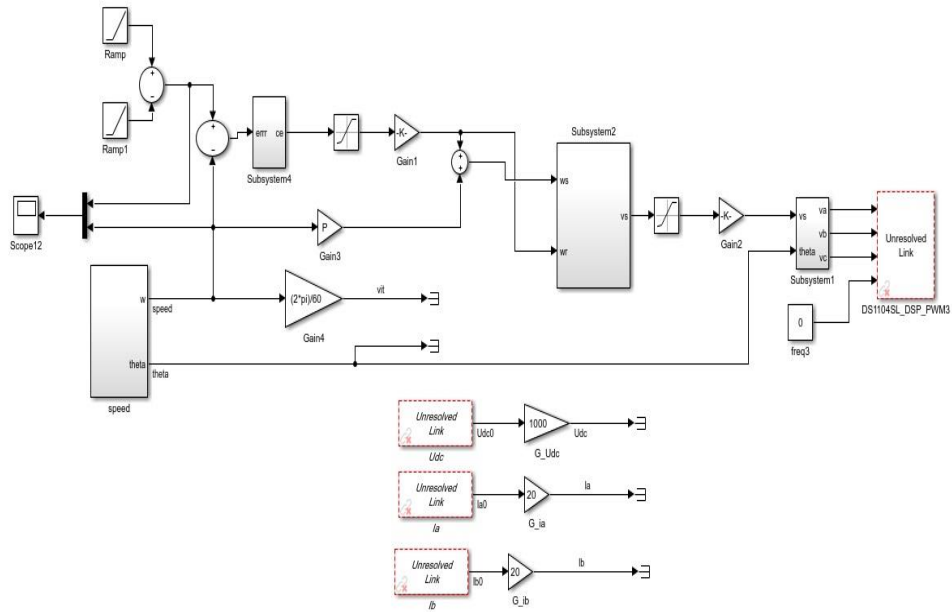 Ramp
+
-
Ramp1
+
-
err ce
Subsystem4
-K-
Gain1
+
+
Subsystem2
ws
wr
vs
-K-
Gain2
vs
theta
va
vb
vc
Subsystem1
Unresolved
Link
DS1104SL_DSP_PWM3
0
freq3
Scope12
P
Gain3
w
speed
theta
theta
speed
(2*pi)/60
Gain4
vit
Unresolved
Link
Udc0
Udc
1000
G_Udc
Udc
Unresolved
Link
Ia0
Ia
20
G_ia
Ia
Unresolved
Link
Ib0
Ib
20
G_ib
Ib